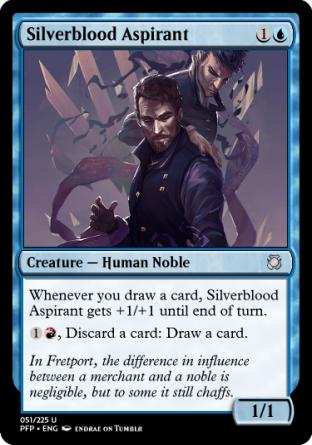 Silverblood Aspirant 1
Creature — Human Noble
Whenever you draw a card, Silverblood
Aspirant gets +1/+1 until end of turn.
1, Discard a card: Draw a card.
In Fretport, the difference in influence
between a merchant and a noble is
negligible, but to some it still chaffs.
1/1
051/225 U
PFP • ENG ENDRAE ON TUMBLR